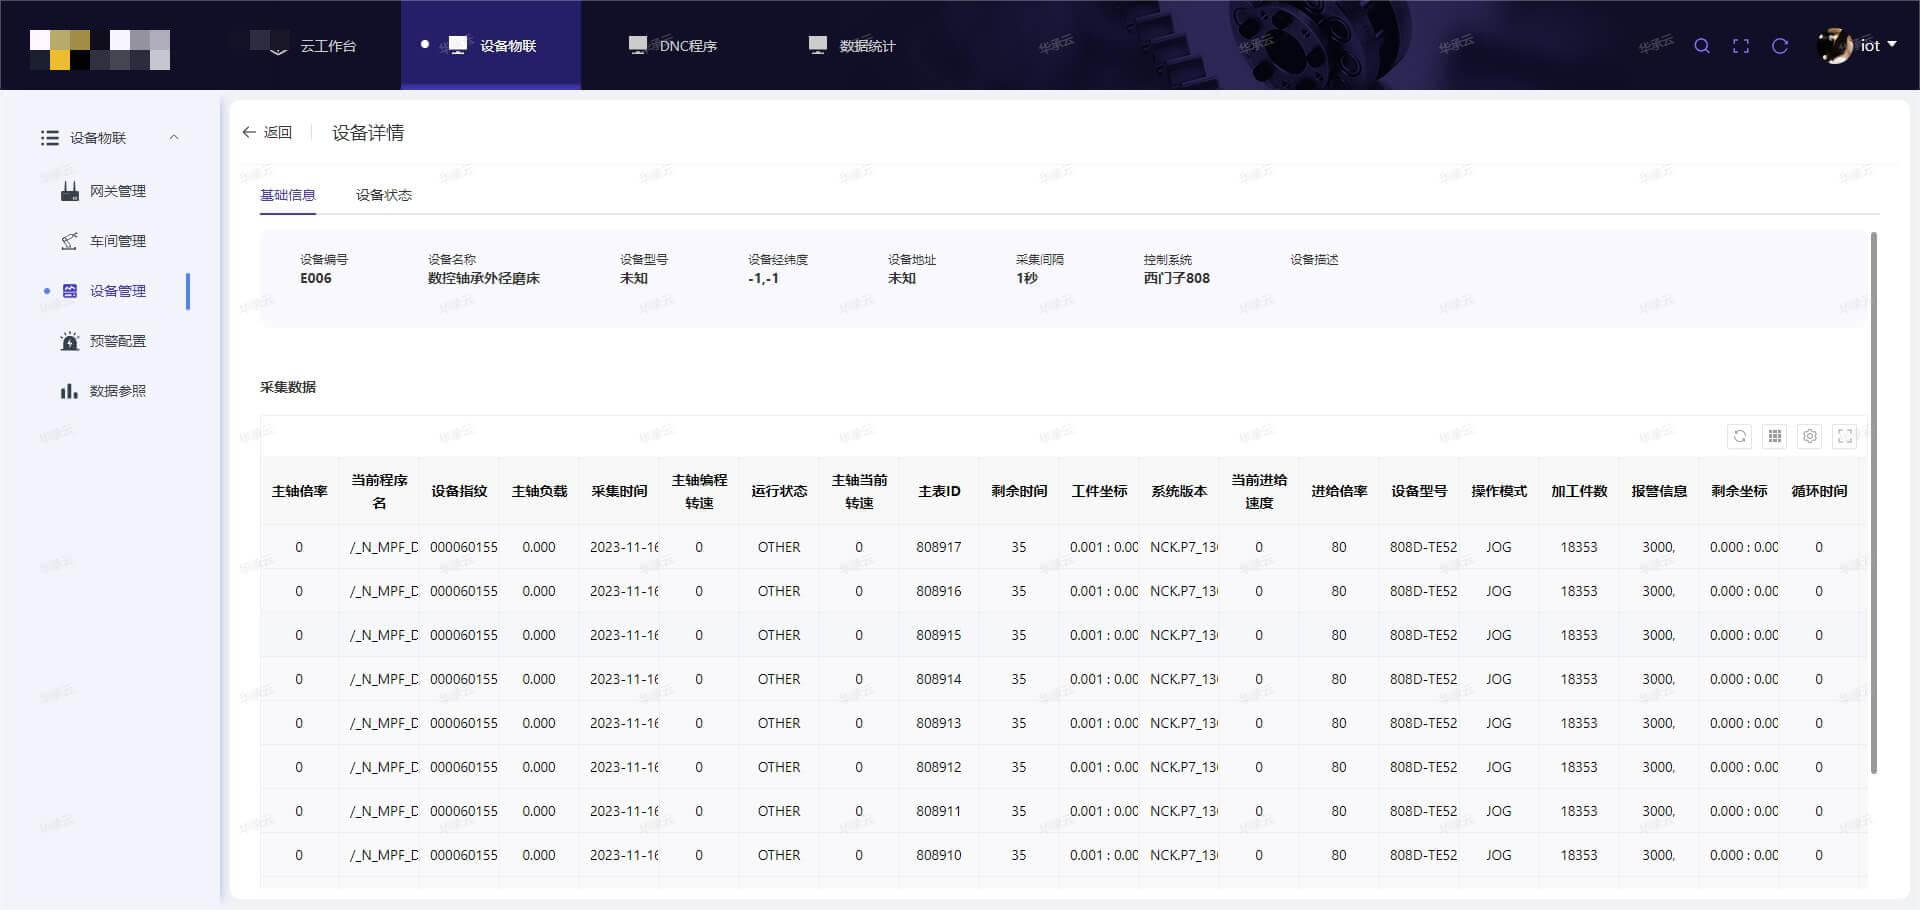 云工作台
设备物联
DNC程序
数据统计
iot
设备物联
网关管理
车间管理
设备管理
预警配置
数据参照
返回
设备详情
基础信息 设备状态
设备编号 设备名称 设备型号 设备经纬度 设备地址 采集间隔 控制系统 设备描述
E006 数控轴承外径磨床 未知 -1,-1 未知 1秒 西门子808
采集数据
主轴倍率 当前程序名 设备指纹 主轴负载 采集时间 主轴编程转速 运行状态 主轴当前转速 主表ID 剩余时间 工件坐标 系统版本 当前进给速度 进给倍率 设备型号 操作模式 加工件数 报警信息 剩余坐标 循环时间
0 /_N_MPF_D 000060155 0.000 2023-11-16 0 OTHER 0 808917 35 0.001 : 0.00 NCK.P7_130 0 80 808D-TE52 JOG 18353 3000, 0.000 : 0.00 0
0 /_N_MPF_D 000060155 0.000 2023-11-16 0 OTHER 0 808916 35 0.001 : 0.00 NCK.P7_130 0 80 808D-TE52 JOG 18353 3000, 0.000 : 0.00 0
0 /_N_MPF_D 000060155 0.000 2023-11-16 0 OTHER 0 808915 35 0.001 : 0.00 NCK.P7_130 0 80 808D-TE52 JOG 18353 3000, 0.000 : 0.00 0
0 /_N_MPF_D 000060155 0.000 2023-11-16 0 OTHER 0 808914 35 0.001 : 0.00 NCK.P7_130 0 80 808D-TE52 JOG 18353 3000, 0.000 : 0.00 0
0 /_N_MPF_D 000060155 0.000 2023-11-16 0 OTHER 0 808913 35 0.001 : 0.00 NCK.P7_130 0 80 808D-TE52 JOG 18353 3000, 0.000 : 0.00 0
0 /_N_MPF_D 000060155 0.000 2023-11-16 0 OTHER 0 808912 35 0.001 : 0.00 NCK.P7_130 0 80 808D-TE52 JOG 18353 3000, 0.000 : 0.00 0
0 /_N_MPF_D 000060155 0.000 2023-11-16 0 OTHER 0 808911 35 0.001 : 0.00 NCK.P7_130 0 80 808D-TE52 JOG 18353 3000, 0.000 : 0.00 0
0 /_N_MPF_D 000060155 0.000 2023-11-16 0 OTHER 0 808910 35 0.001 : 0.00 NCK.P7_130 0 80 808D-TE52 JOG 18353 3000, 0.000 : 0.00 0
华承云